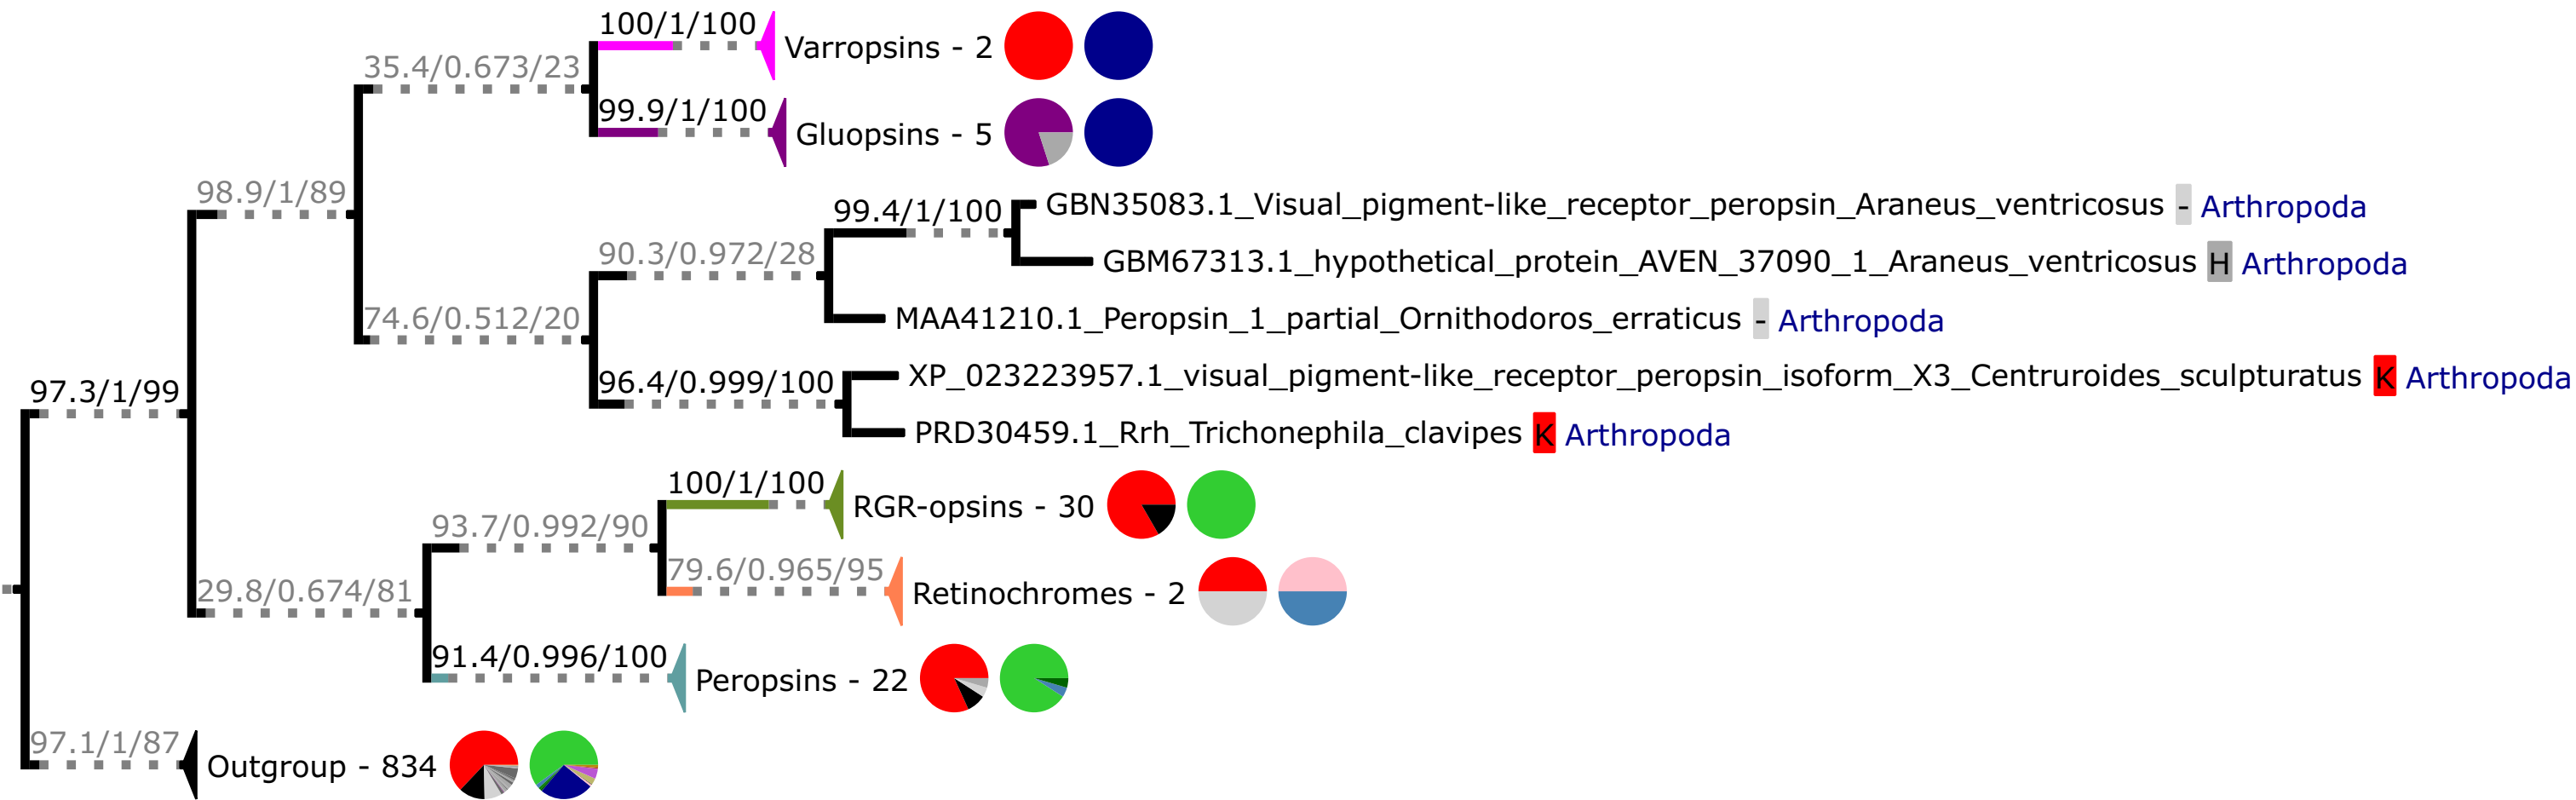 100/1/100
Varropsins - 2
35.4/0.673/23
99.9/1/100
Gluopsins - 5
98.9/1/89
99.4/1/100
GBN35083.1_Visual_pigment-like_receptor_peropsin_Araneus_ventricosus - Arthropoda
90.3/0.972/28
GBM67313.1_hypothetical_protein_AVEN_37090_1_Araneus_ventricosus H Arthropoda
74.6/0.512/20
MAA41210.1_Peropsin_1_partial_Ornithodoros_erraticus - Arthropoda
97.3/1/99
96.4/0.999/100
XP_023223957.1_visual_pigment-like_receptor_peropsin_isoform_X3_Centruroides_sculpturatus K Arthropoda
PRD30459.1_Rrh_Trichonephila_clavipes K Arthropoda
100/1/100
RGR-opsins - 30
93.7/0.992/90
79.6/0.965/95
Retinochromes - 2
29.8/0.674/81
91.4/0.996/100
Peropsins - 22
97.1/1/87
Outgroup - 834